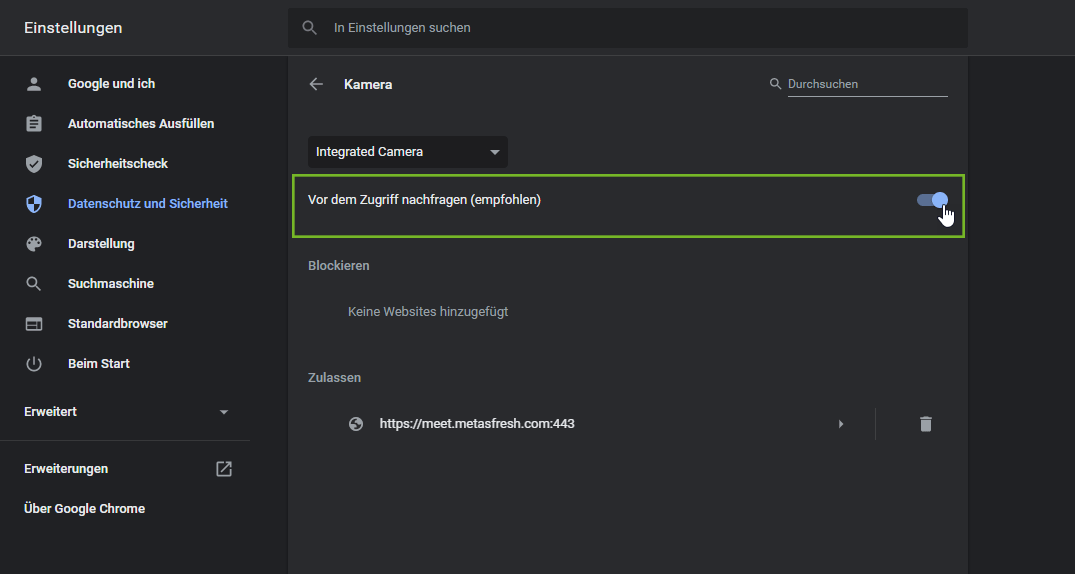 Einstellungen
In Einstellungen suchen
Google und ich
Automatisches Ausfüllen
Sicherheitscheck
Datenschutz und Sicherheit
Darstellung
Suchmaschine
Standardbrowser
Beim Start
Erweitert
Erweiterungen
Über Google Chrome
Kamera
Durchsuchen
Integrated Camera
Vor dem Zugriff nachfragen (empfohlen)
Blockieren
Keine Websites hinzugefügt
Zulassen
https://meet.metasfresh.com:443